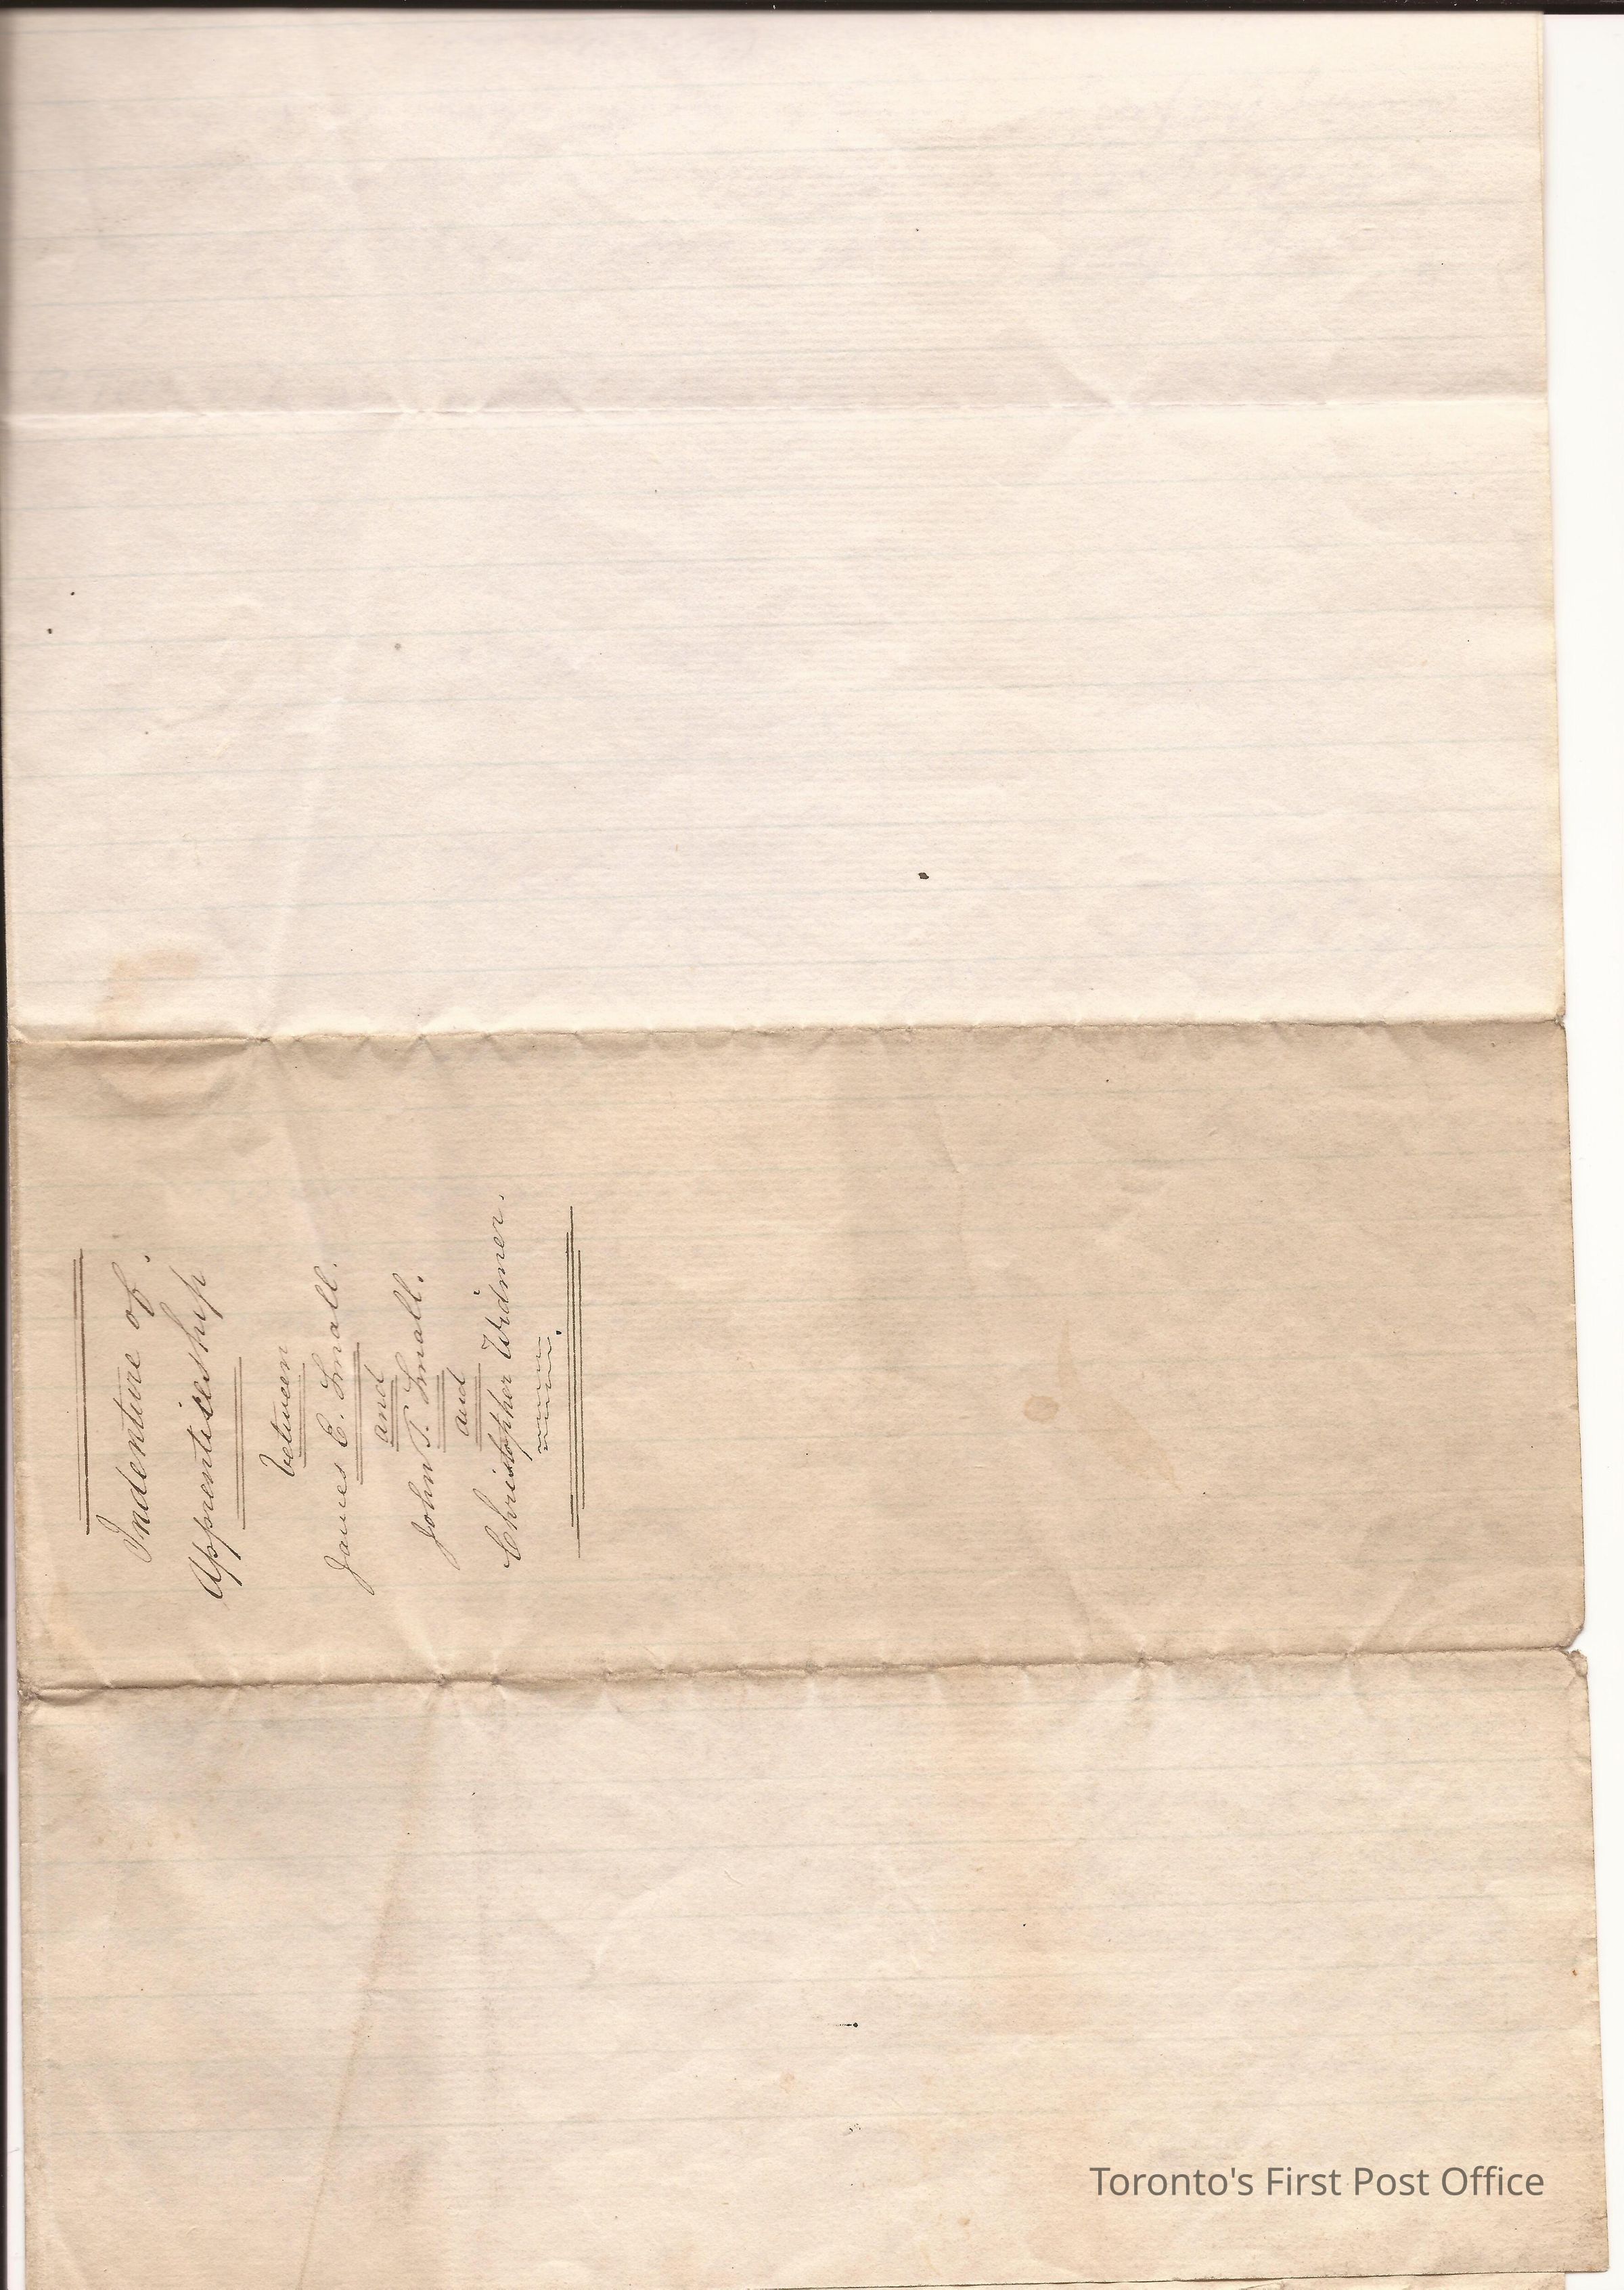 Indenture of
Apprenticeship
between
James E. Small.
and
John T. Small.
and
Christopher Widmer.
Toronto's First Post Office